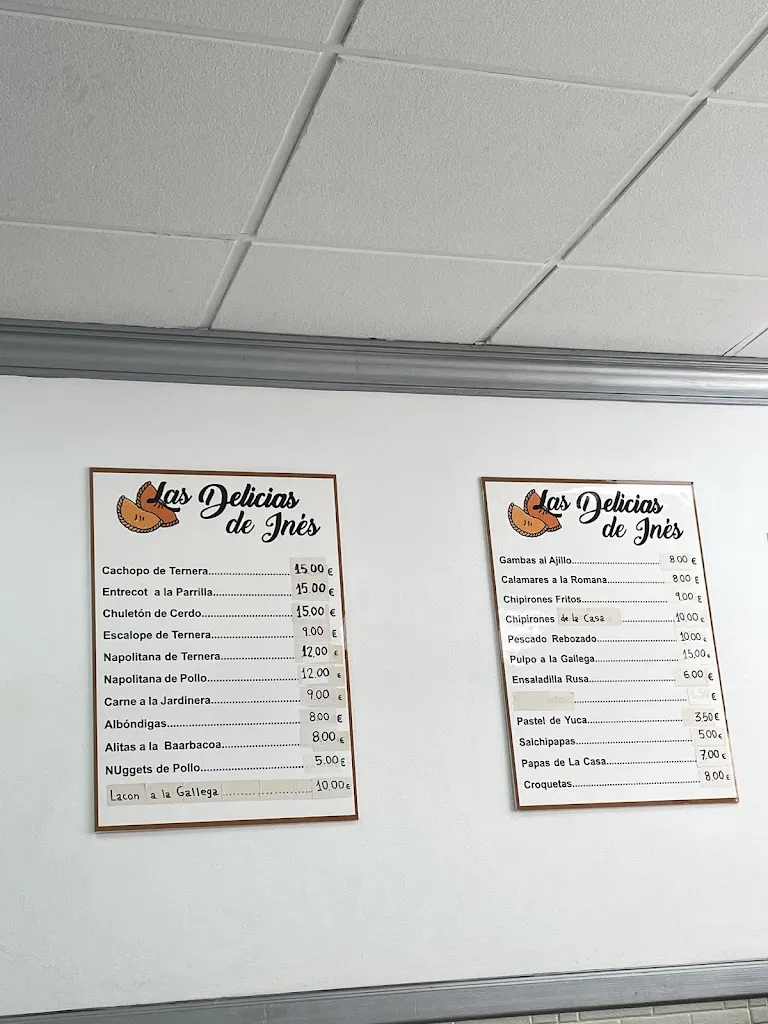 Las Delicias
de Inés
Cachopo de Ternera.......................... 15.00 €
Entrecot a la Parrilla......................... 15.00 €
Chuletón de Cerdo............................ 15.00 €
Escalope de Ternera......................... 9.00 €
Napolitana de Ternera....................... 12.00 €
Napolitana de Pollo........................... 12.00 €
Carne a la Jardinera.......................... 9.00 €
Albóndigas........................................ 8.00 €
Alitas a la Baarbacoa......................... 8.00 €
NUggets de Pollo............................... 5.00 €
Lacon a la Gallega ........................ 10.00 €
Las Delicias
de Inés
Gambas al Ajillo............................. 8.00 €
Calamares a la Romana.................. 8.00 €
Chipirones Fritos............................ 9.00 €
Chipirones de la Casa ................ 10.00 €
Pescado Rebozado......................... 10.00 €
Pulpo a la Gallega.......................... 15.00 €
Ensaladilla Rusa............................. 6.00 €
........................ €
Pastel de Yuca................................ 3.50 €
Salchipapas.................................... 5.00 €
Papas de La Casa........................... 7.00 €
Croquetas....................................... 8.00 €